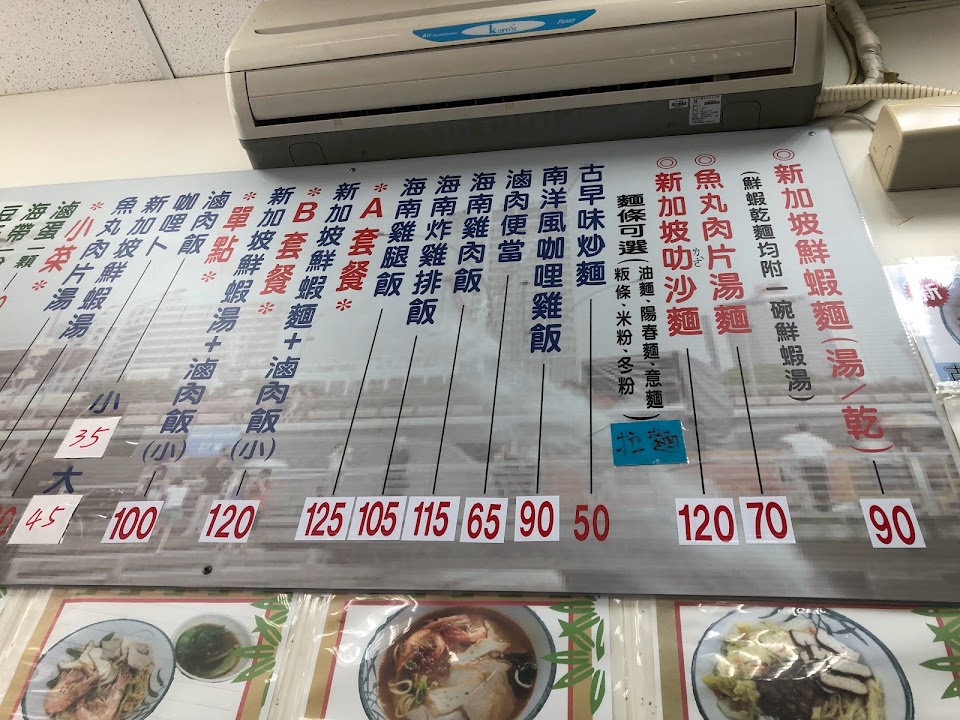 Air Conditioner Kario's Fuzzy
◎新加坡鮮蝦麵(湯/乾) 90
(鮮蝦乾麵均附一碗鮮蝦湯)
◎魚丸肉片湯麵 70
◎新加坡叻沙麵 120
麵條可選(油麵、陽春麵、意麵
粄條、米粉、冬粉)
拉麵
古早味炒麵 50
南洋風咖哩雞飯 90
滷肉便當 65
海南雞肉飯 115
海南炸雞排飯 105
海南雞腿飯 125
*A套餐*
新加坡鮮蝦麵+滷肉飯(小) 120
*B套餐*
新加坡鮮蝦湯+滷肉飯(小) 100
*單點*
滷肉飯 小 35 大 45
咖哩
新加坡鮮蝦湯
魚丸肉片湯
*小菜*
滷蛋一顆
海帶
新